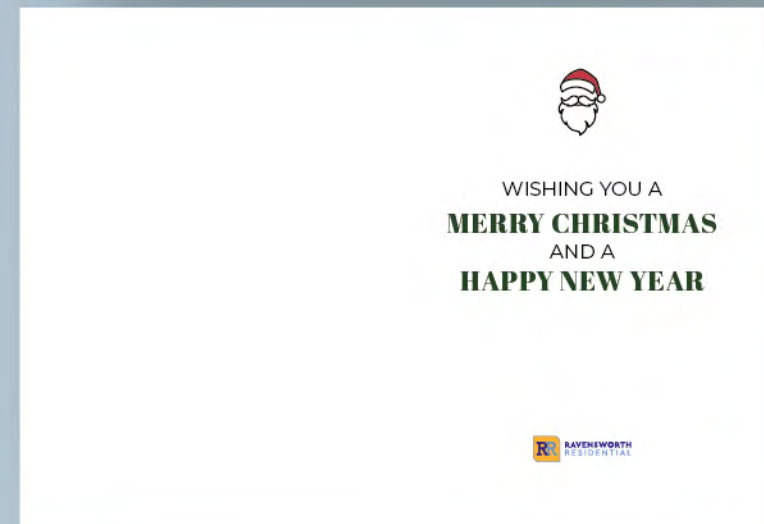 WISHING YOU A
MERRY CHRISTMAS
AND A
HAPPY NEW YEAR
RR RAVENSWORTH
RESIDENTIAL